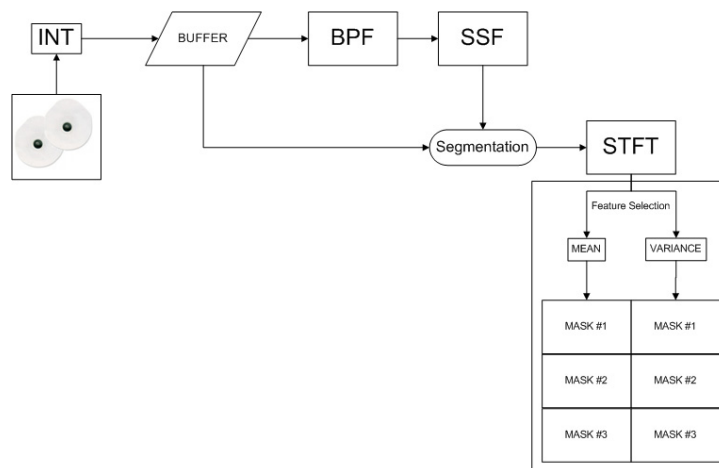 INT
BUFFER
BPF
SSF
Segmentation
STFT
Feature Selection
MEAN
VARIANCE
MASK #1
MASK #1
MASK #2
MASK #2
MASK #3
MASK #3